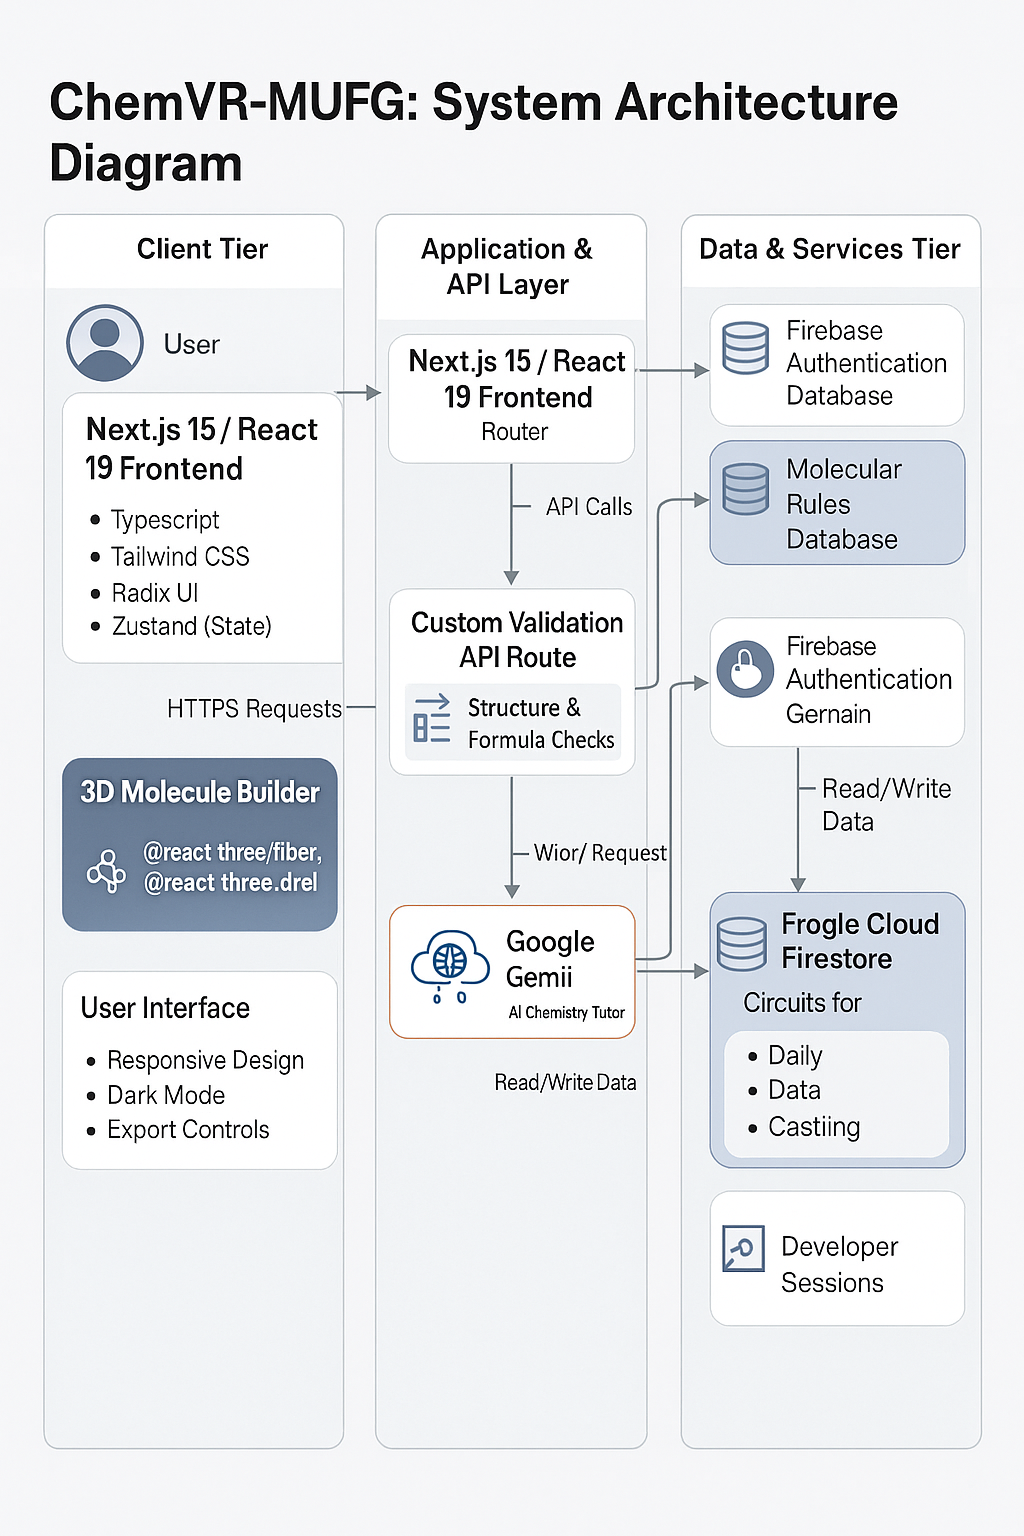 ChemVR-MUFG: System Architecture
Diagram
Client Tier
User
Next.js 15 / React
19 Frontend
• Typescript
• Tailwind CSS
• Radix UI
• Zustand (State)
HTTPS Requests
3D Molecule Builder
@react three/fiber,
@react three.drel
User Interface
• Responsive Design
• Dark Mode
• Export Controls
Application &
API Layer
Next.js 15 / React
19 Frontend
Router
API Calls
Custom Validation
API Route
Structure &
Formula Checks
Wior/ Request
Google
Gemii
AI Chemistry Tutor
Read/Write Data
Data & Services Tier
Firebase
Authentication
Database
Molecular
Rules
Database
Firebase
Authentication
Gernain
Read/Write
Data
Frogle Cloud
Firestore
Circuits for
• Daily
• Data
• Castiing
Developer
Sessions